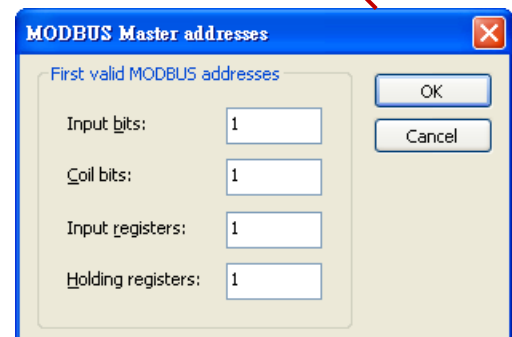 MODBUS Master addresses
First valid MODBUS addresses
Input bits: 1
Coil bits: 1
Input registers: 1
Holding registers: 1
OK
Cancel